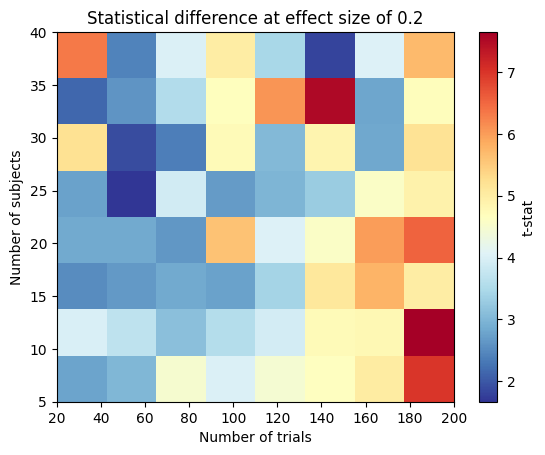 Statistical difference at effect size of 0.2
40
35
30
25
20
15
10
5
Number of subjects
20 40 60 80 100 120 140 160 180 200
Number of trials
7
6
5
4
3
2
t-stat